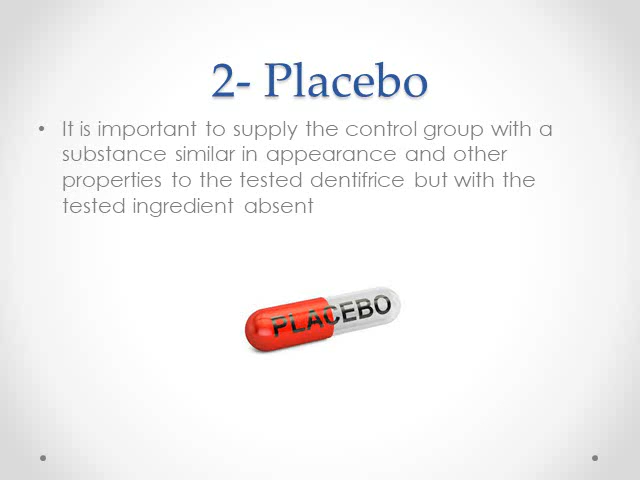 2- Placebo
• It is important to supply the control group with a
substance similar in appearance and other
properties to the tested dentifrice but with the
tested ingredient absent
PLACEBO